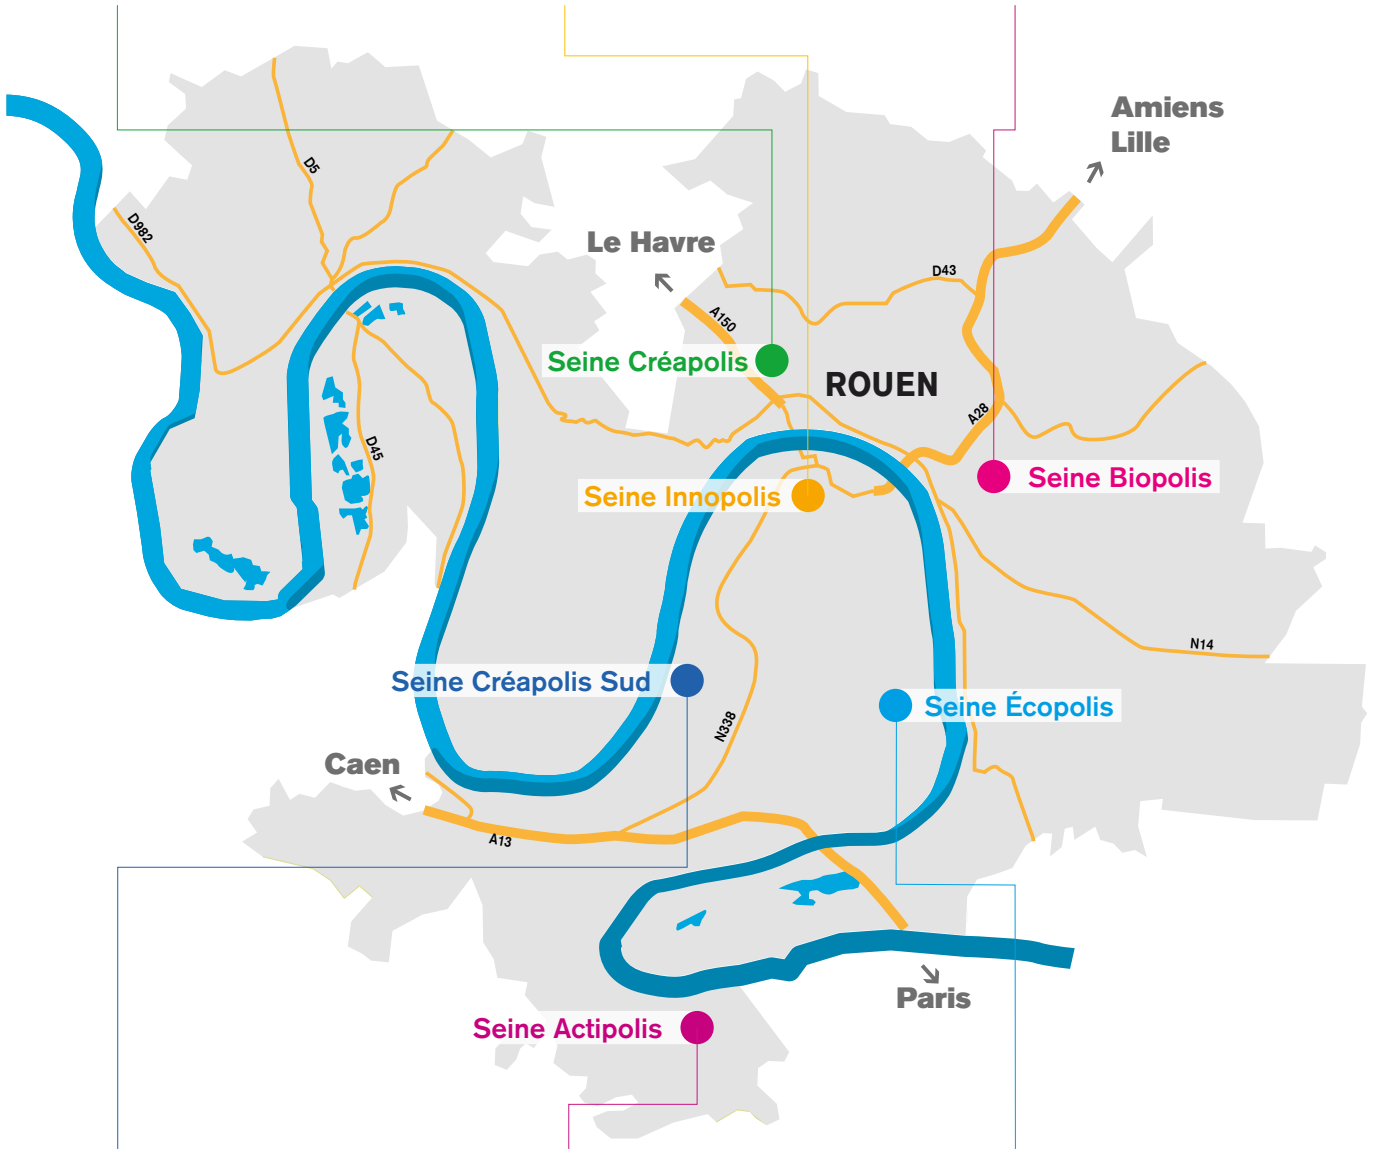 Amiens
Lille
D5
D982
Le Havre
D43
A150
Seine Créapolis
ROUEN
A28
D45
Seine Biopolis
Seine Innopolis
N14
Seine Créapolis Sud
Seine Écopolis
N338
Caen
A13
Paris
Seine Actipolis